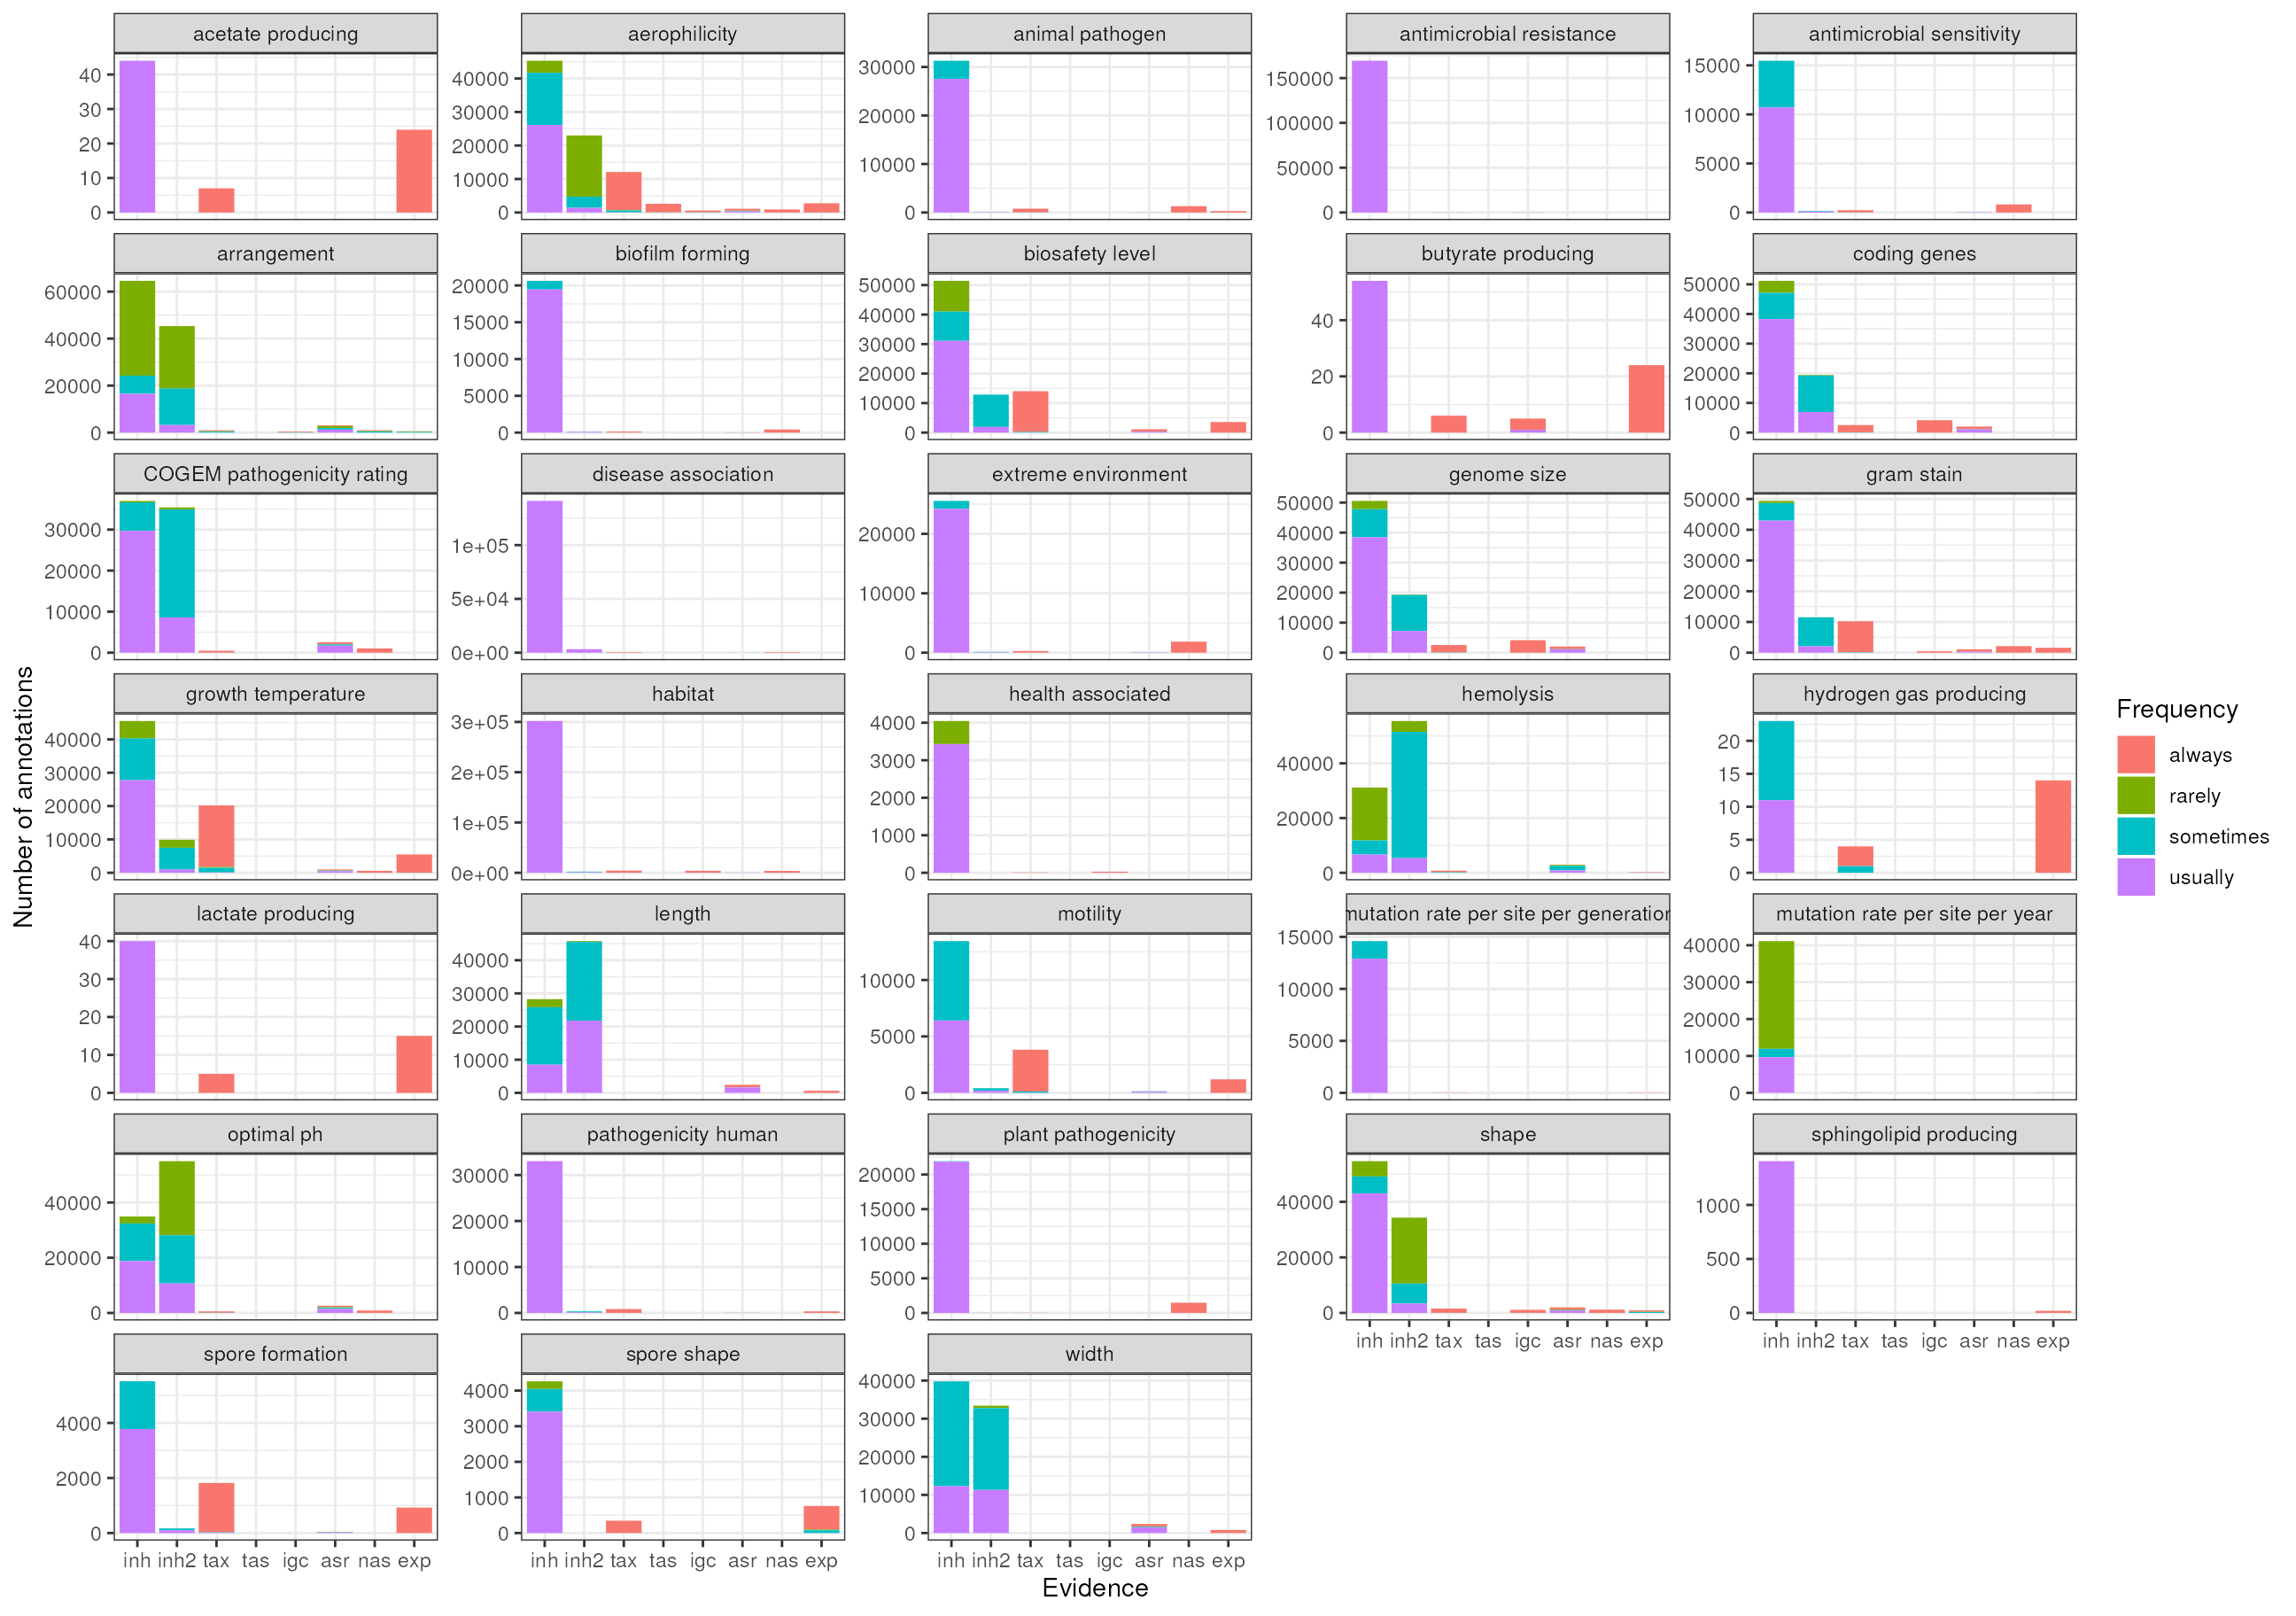 acetate producing
aerophilicity
animal pathogen
antimicrobial resistance
antimicrobial sensitivity
40
30
20
10
0
40000
30000
20000
10000
0
30000
20000
10000
0
150000
100000
50000
0
15000
10000
5000
0
arrangement
biofilm forming
biosafety level
butyrate producing
coding genes
60000
40000
20000
0
20000
15000
10000
5000
0
50000
40000
30000
20000
10000
0
40
20
0
50000
40000
30000
20000
10000
0
COGEM pathogenicity rating
disease association
extreme environment
genome size
gram stain
30000
20000
10000
0
1e+05
5e+04
0e+00
20000
10000
0
50000
40000
30000
20000
10000
0
50000
40000
30000
20000
10000
0
growth temperature
habitat
health associated
hemolysis
hydrogen gas producing
40000
30000
20000
10000
0
3e+05
2e+05
1e+05
0e+00
4000
3000
2000
1000
0
40000
20000
0
20
15
10
5
0
lactate producing
length
motility
mutation rate per site per generation
mutation rate per site per year
40
30
20
10
0
40000
30000
20000
10000
0
10000
5000
0
15000
10000
5000
0
40000
30000
20000
10000
0
optimal ph
pathogenicity human
plant pathogenicity
shape
sphingolipid producing
40000
20000
0
30000
20000
10000
0
20000
15000
10000
5000
0
40000
20000
0
1000
500
0
inh inh2 tax tas igc asr nas exp
inh inh2 tax tas igc asr nas exp
spore formation
spore shape
width
4000
2000
0
4000
3000
2000
1000
0
40000
30000
20000
10000
0
inh inh2 tax tas igc asr nas exp
inh inh2 tax tas igc asr nas exp
inh inh2 tax tas igc asr nas exp
Evidence
Number of annotations
Frequency
always
rarely
sometimes
usually